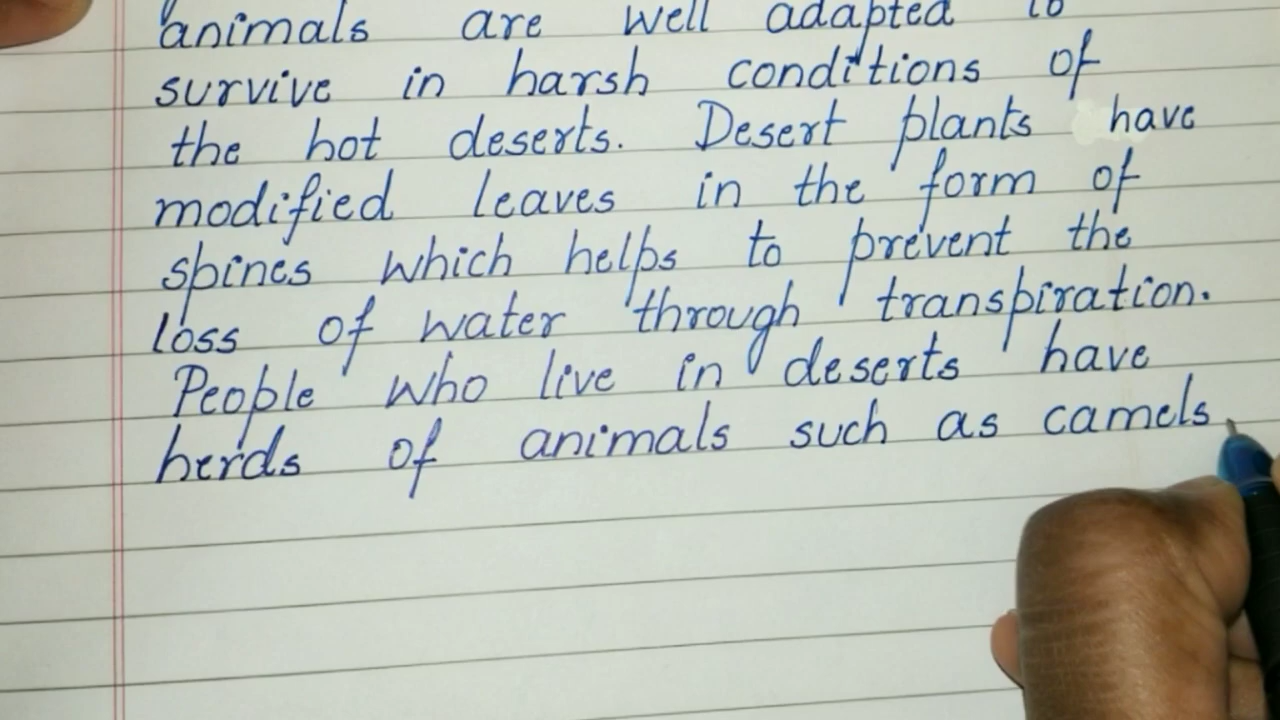 animals are well adapted to
survive in harsh conditions of
the hot deserts. Desert plants have
modified leaves in the form of
spines which helps to prevent the
loss of water through transpiration.
People who live in deserts have
herds of animals such as camels